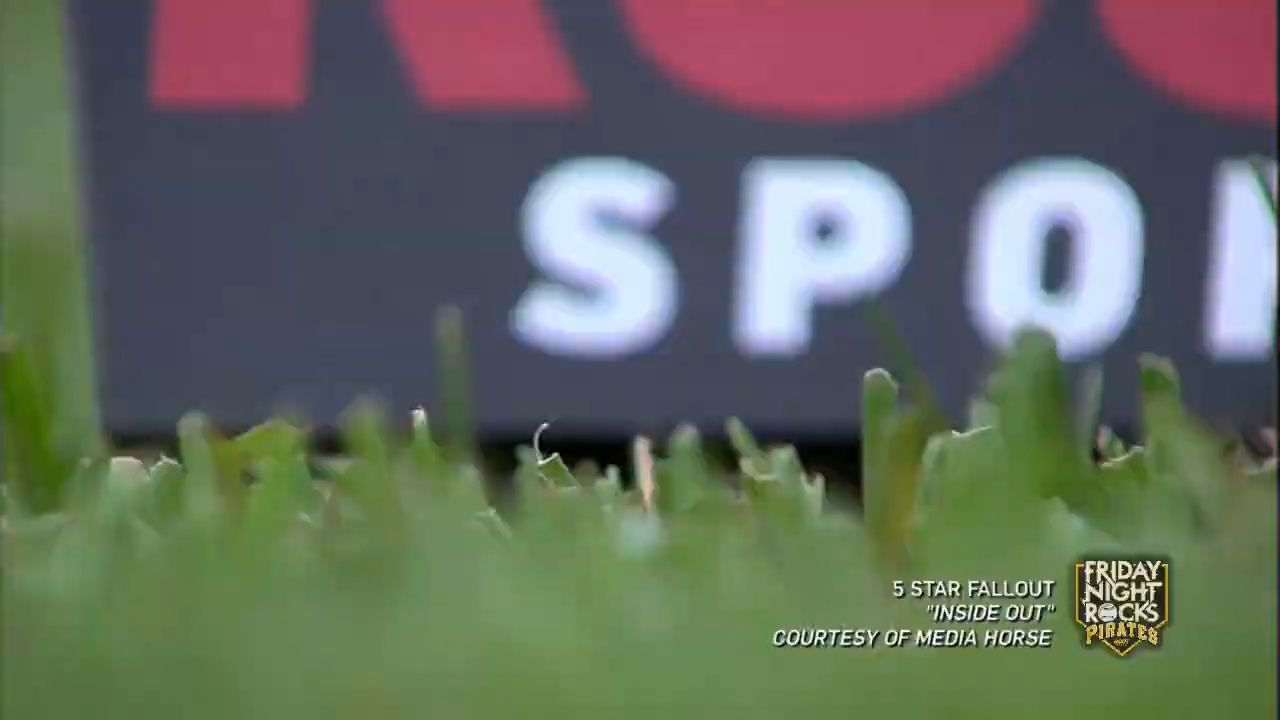 SPO
5 STAR FALLOUT
"INSIDE OUT"
COURTESY OF MEDIA HORSE
FRIDAY
NIGHT
ROCKS
PIRATES